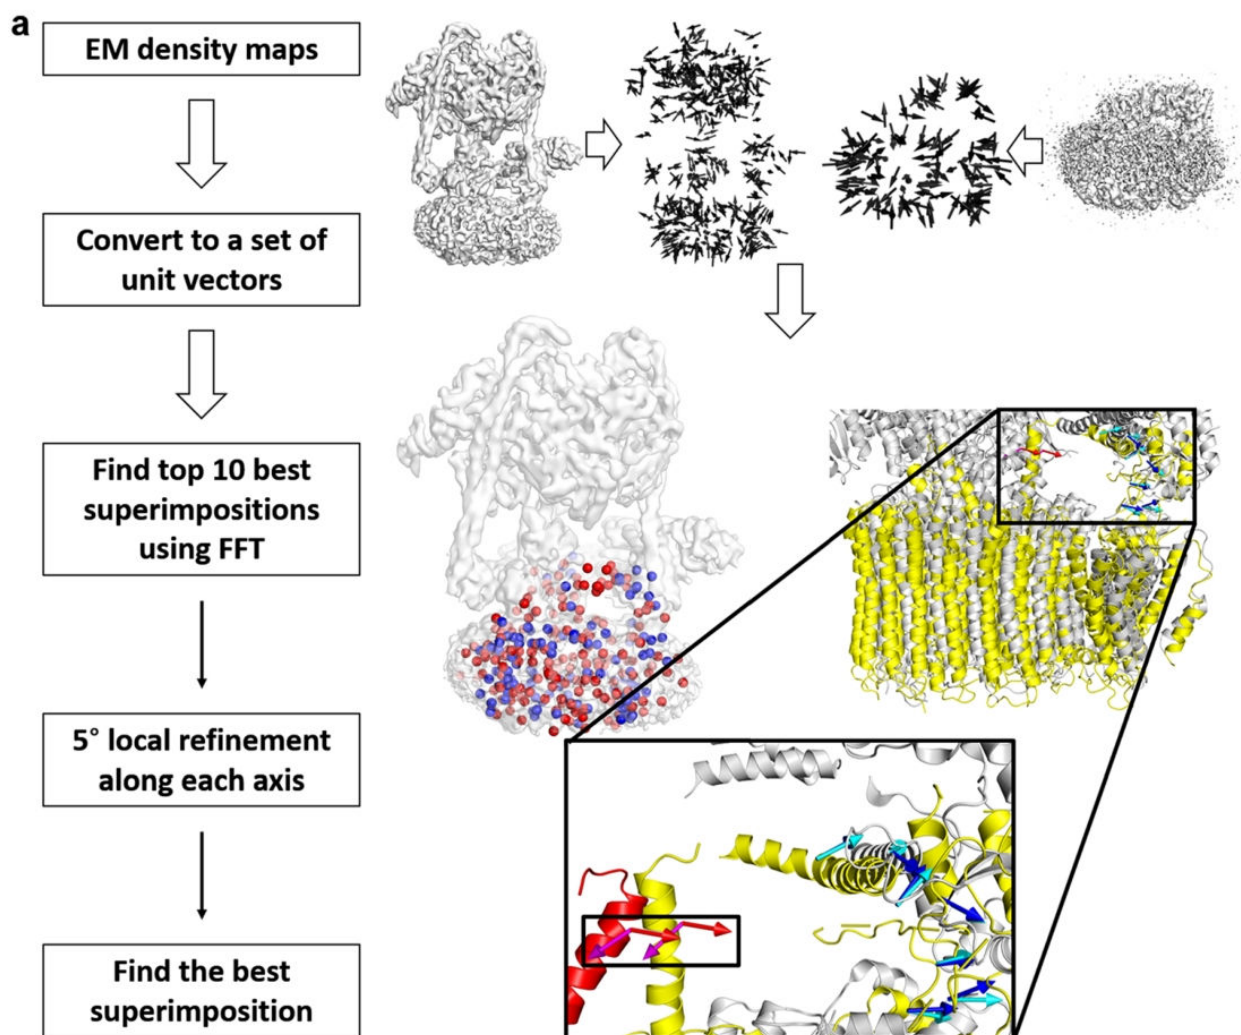 a
EM density maps
Convert to a set of
unit vectors
Find top 10 best
superimpositions
using FFT
5° local refinement
along each axis
Find the best
superimposition